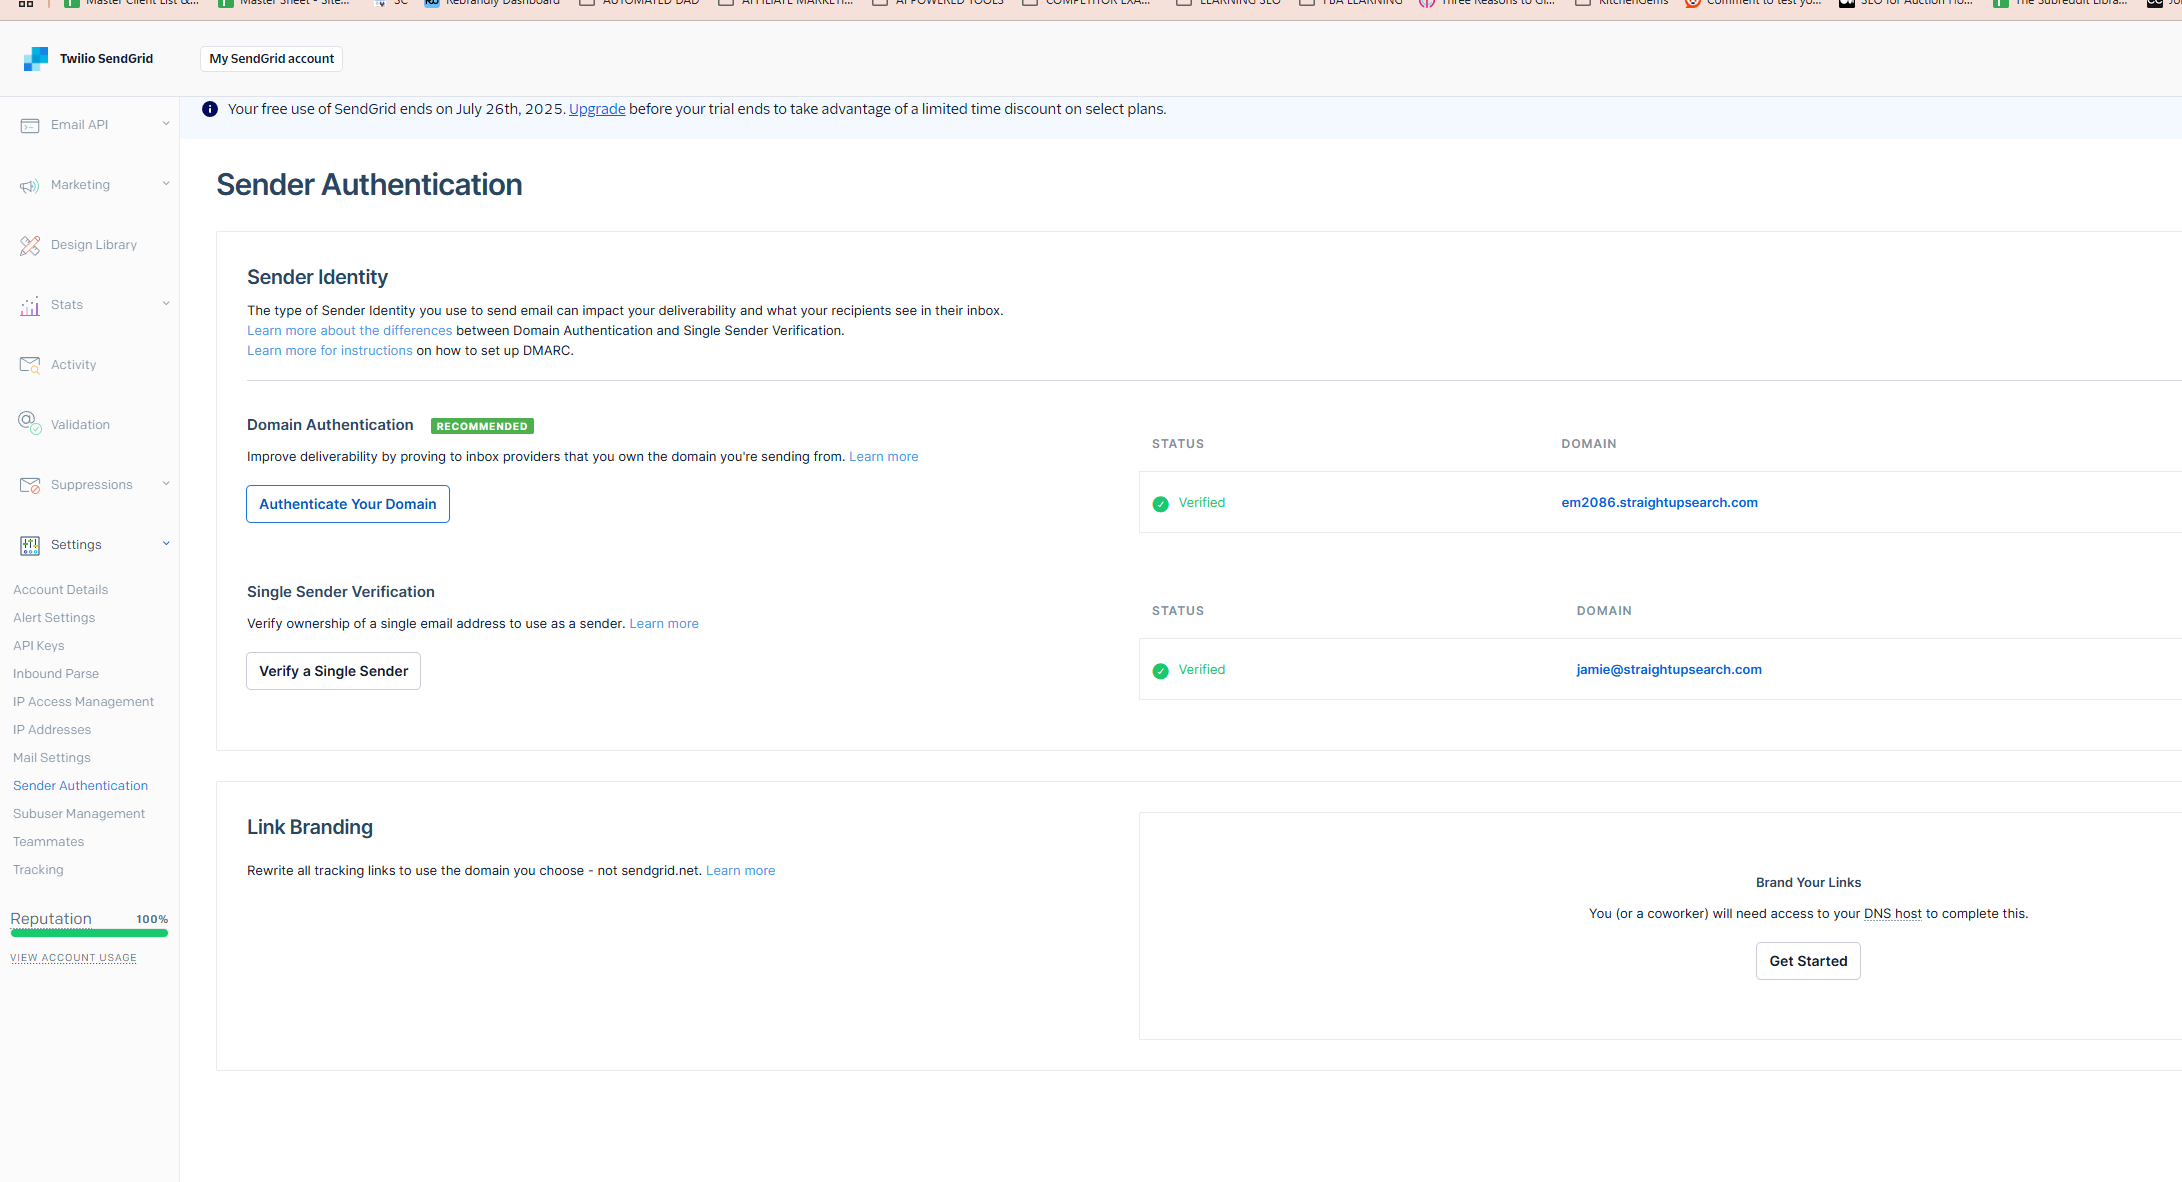 Master Client List &...
Master Sheet - Site...
SC
Rebrandly Dashboard
AUTOMATED DAD
AFFILIATE MARKETI...
AI POWERED TOOLS
COMPETITOR EXA...
LEARNING SEO
FBA LEARNING
Three Reasons to Gi...
KitchenGems
Comment to test yo...
SEO for Auction Ho...
The Subreddit Libra...
Twilio SendGrid
My SendGrid account
Your free use of SendGrid ends on July 26th, 2025. Upgrade before your trial ends to take advantage of a limited time discount on select plans.
Email API
Marketing
Design Library
Stats
Activity
Validation
Suppressions
Settings
Account Details
Alert Settings
API Keys
Inbound Parse
IP Access Management
IP Addresses
Mail Settings
Sender Authentication
Subuser Management
Teammates
Tracking
Reputation 100%
VIEW ACCOUNT USAGE
Sender Authentication
Sender Identity
The type of Sender Identity you use to send email can impact your deliverability and what your recipients see in their inbox.
Learn more about the differences between Domain Authentication and Single Sender Verification.
Learn more for instructions on how to set up DMARC.
Domain Authentication RECOMMENDED
Improve deliverability by proving to inbox providers that you own the domain you're sending from. Learn more
Authenticate Your Domain
STATUS DOMAIN
Verified em2086.straightupsearch.com
Single Sender Verification
Verify ownership of a single email address to use as a sender. Learn more
Verify a Single Sender
STATUS DOMAIN
Verified jamie@straightupsearch.com
Link Branding
Rewrite all tracking links to use the domain you choose - not sendgrid.net. Learn more
Brand Your Links
You (or a coworker) will need access to your DNS host to complete this.
Get Started